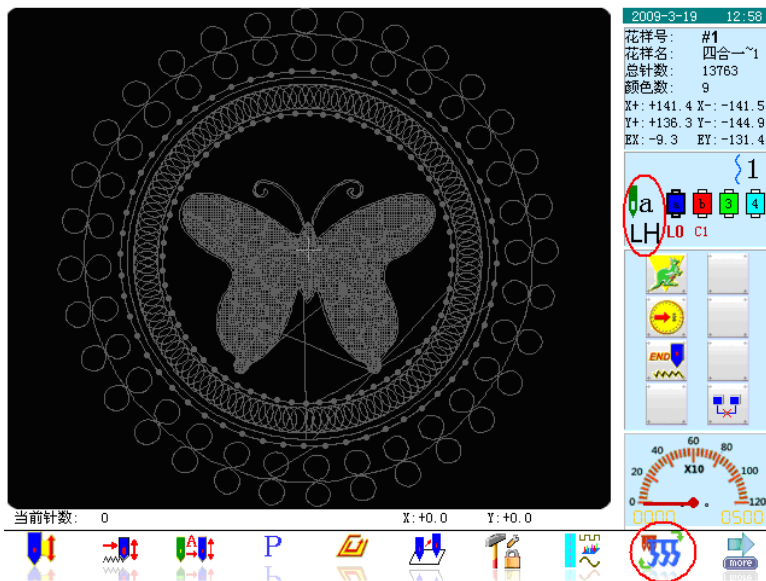 2009-3-19 12:58
花样号: #1
花样名: 四合一~1
总针数: 13763
颜色数: 9
X+:+141.4 X-:-141.5
Y+:+136.3 Y-:-144.9
EX:-9.3 EY:-131.4
1
a a b 3 4
LH L0 C1
END
60
40 80
20 X10 100
0 120
0000 0500
当前针数: 0 X:+0.0 Y:+0.0
A P more